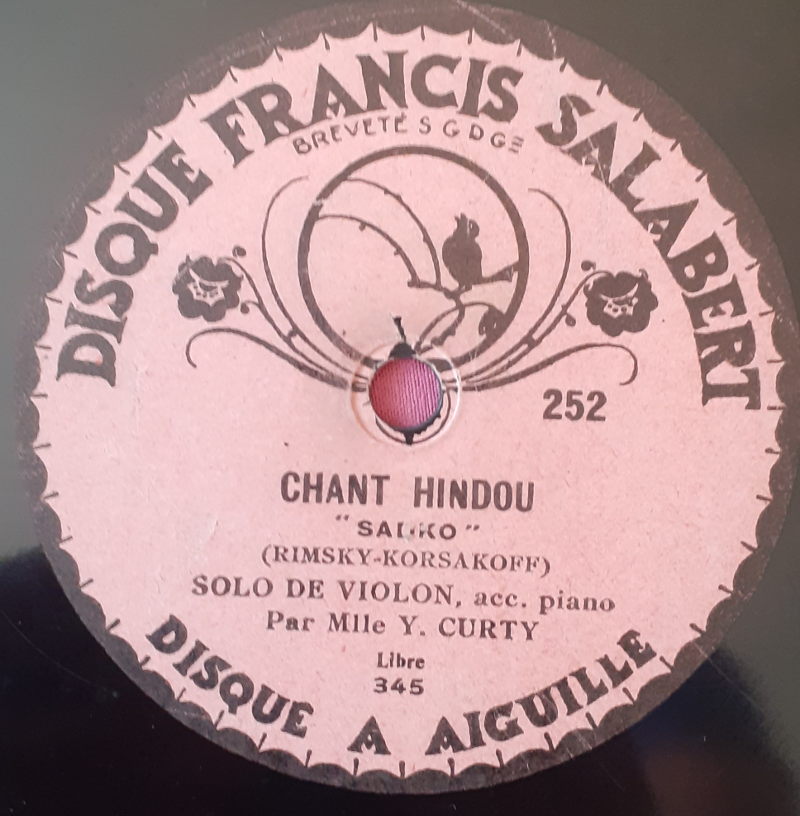 DISQUE FRANCIS SALABERT
BREVETÉ S G D G E
252
CHANT HINDOU
"SADKO"
(RIMSKY-KORSAKOFF)
SOLO DE VIOLON, acc. piano
Par Mlle Y. CURTY
Libre
345
DISQUE A AIGUILLE